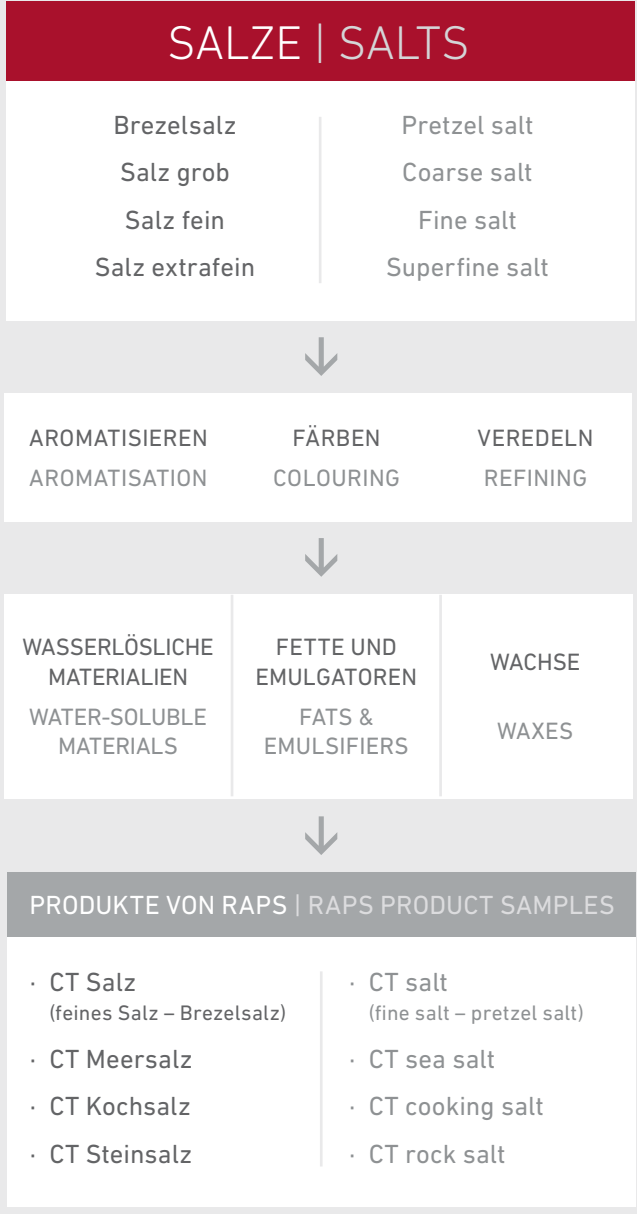 SALZE | SALTS
Brezelsalz
Salz grob
Salz fein
Salz extrafein
Pretzel salt
Coarse salt
Fine salt
Superfine salt
AROMATISIEREN
AROMATISATION
FÄRBEN
COLOURING
VEREDELN
REFINING
WASSERLÖSLICHE
MATERIALIEN
WATER-SOLUBLE
MATERIALS
FETTE UND
EMULGATOREN
FATS &
EMULSIFIERS
WACHSE
WAXES
PRODUKTE VON RAPS | RAPS PRODUCT SAMPLES
· CT Salz
(feines Salz – Brezelsalz)
· CT Meersalz
· CT Kochsalz
· CT Steinsalz
· CT salt
(fine salt – pretzel salt)
· CT sea salt
· CT cooking salt
· CT rock salt